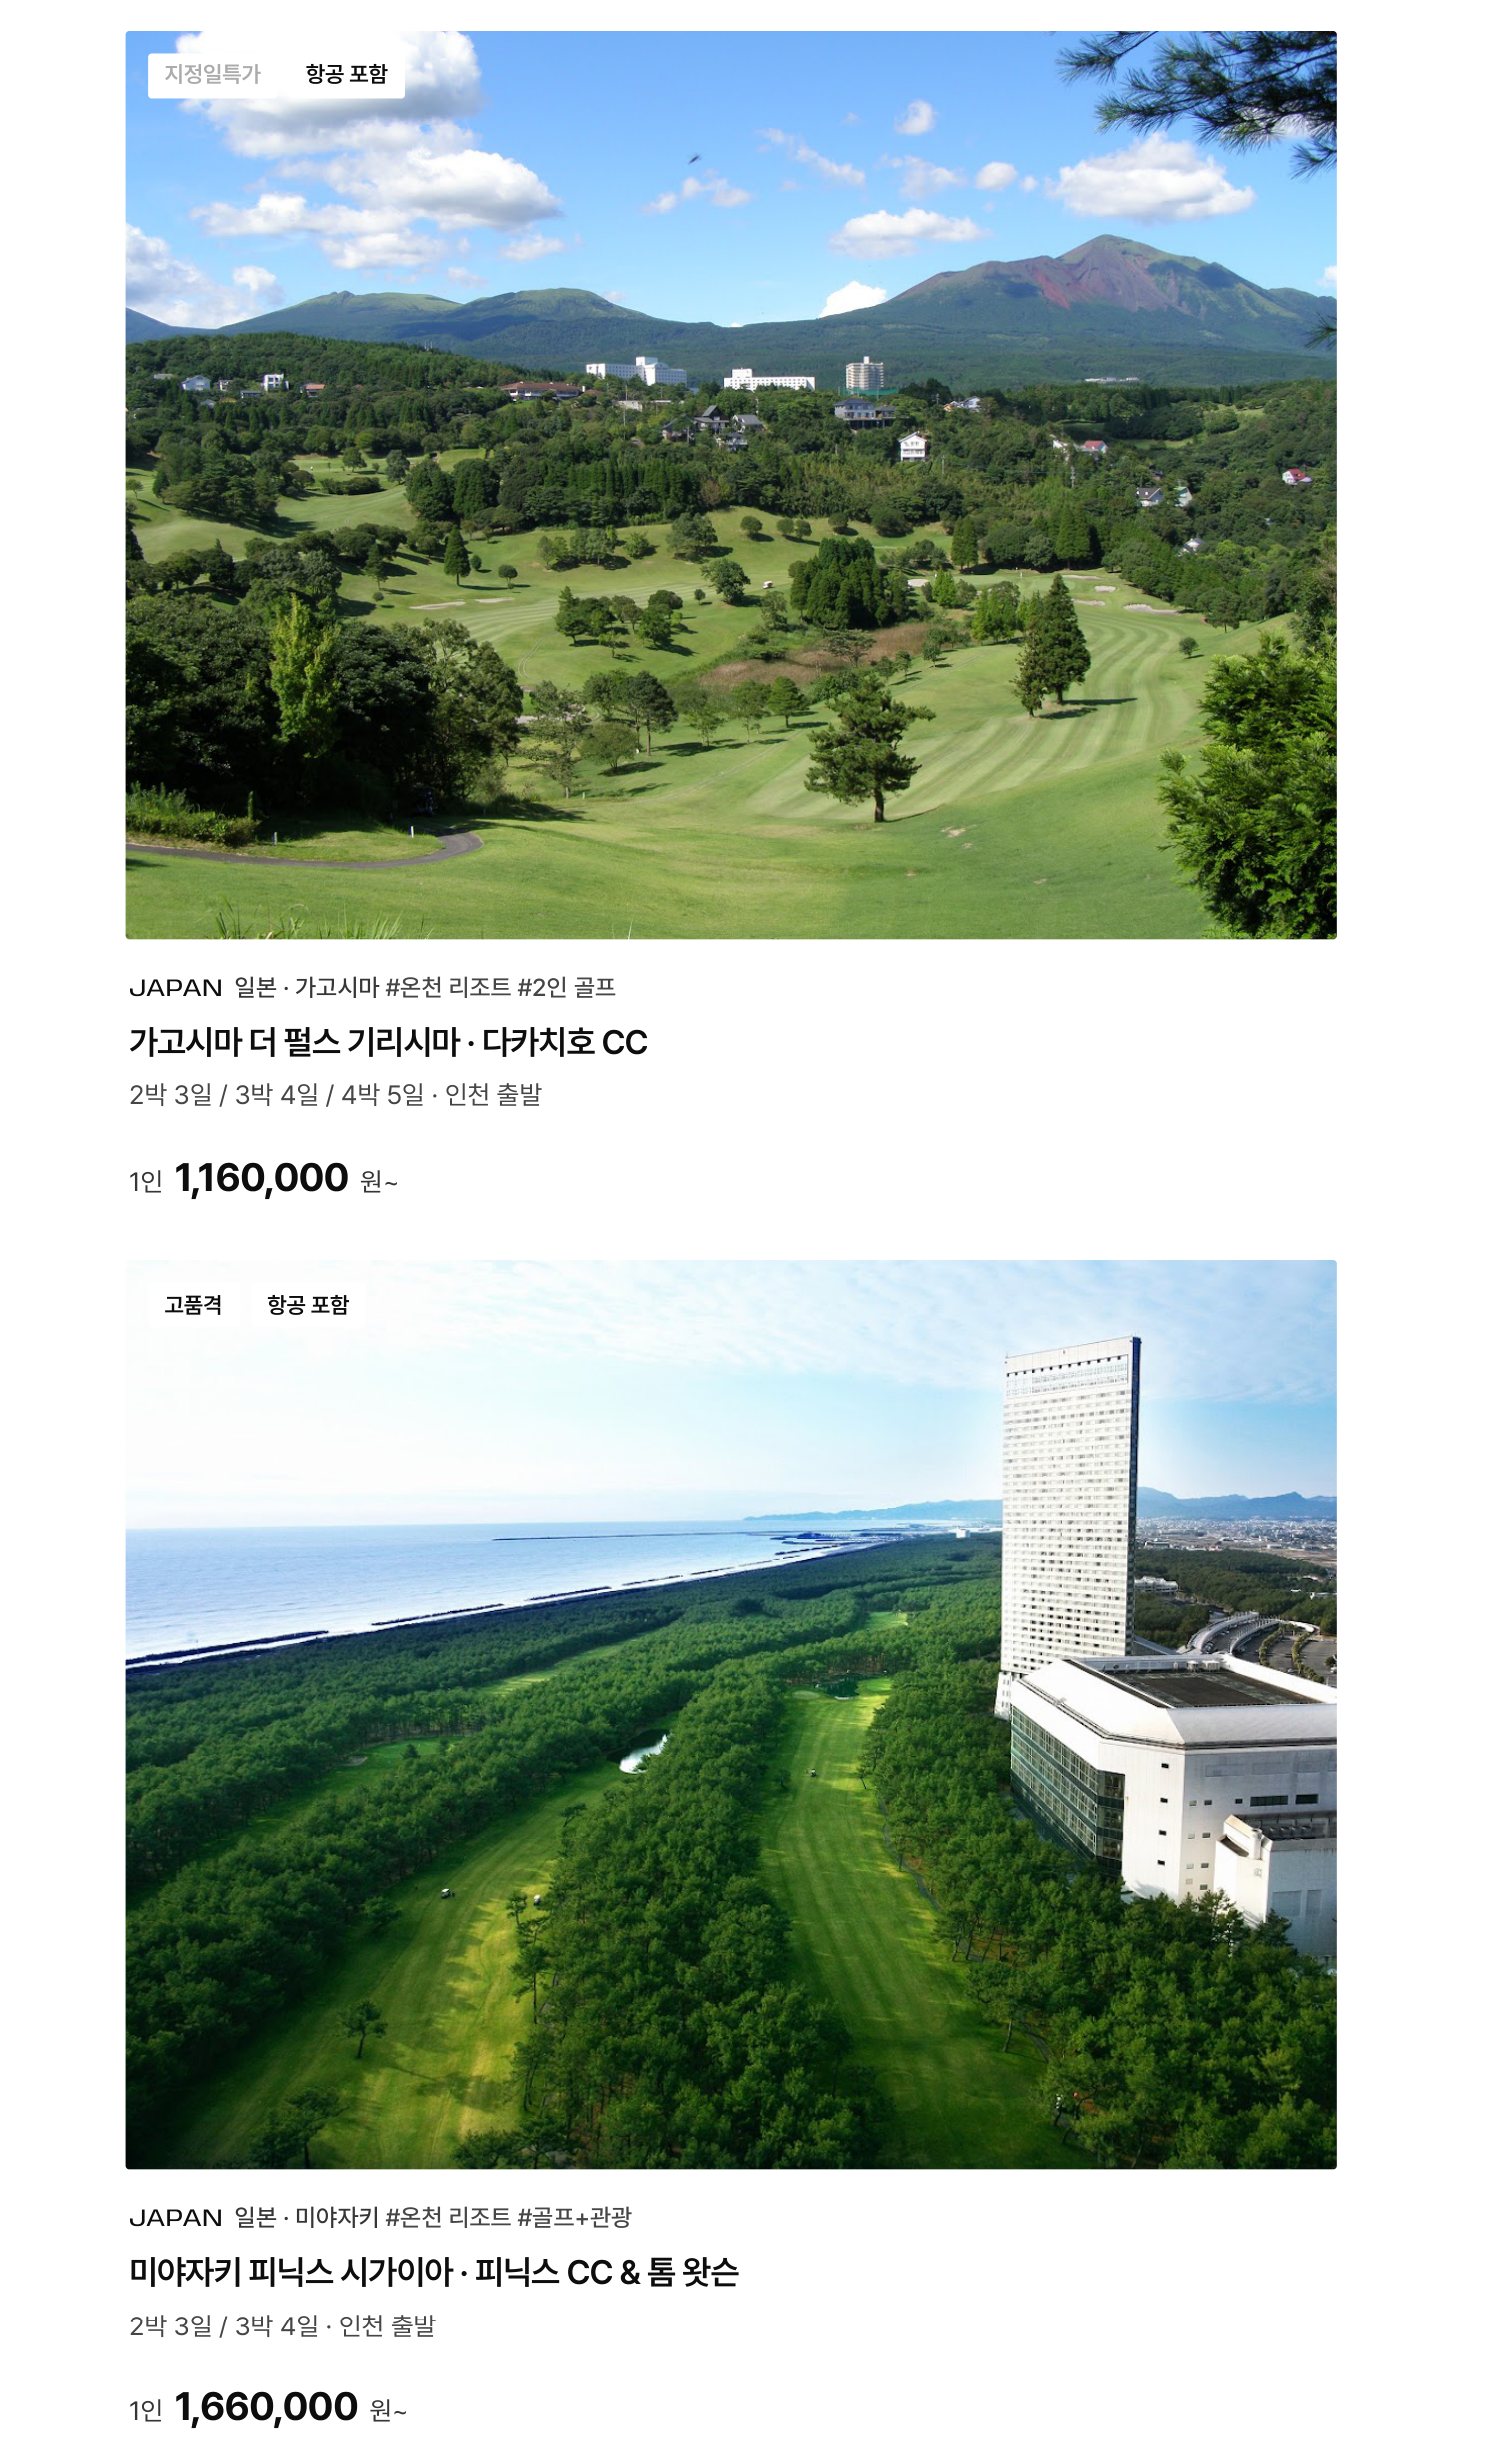 지정일특가 항공 포함
JAPAN 일본 · 가고시마 #온천 리조트 #2인 골프
가고시마 더 펄스 기리시마 · 다카치호 CC
2박 3일 / 3박 4일 / 4박 5일 · 인천 출발
1인 1,160,000 원~
고품격 항공 포함
JAPAN 일본 · 미야자키 #온천 리조트 #골프+관광
미야자키 피닉스 시가이아 · 피닉스 CC & 톰 왓슨
2박 3일 / 3박 4일 · 인천 출발
1인 1,660,000 원~